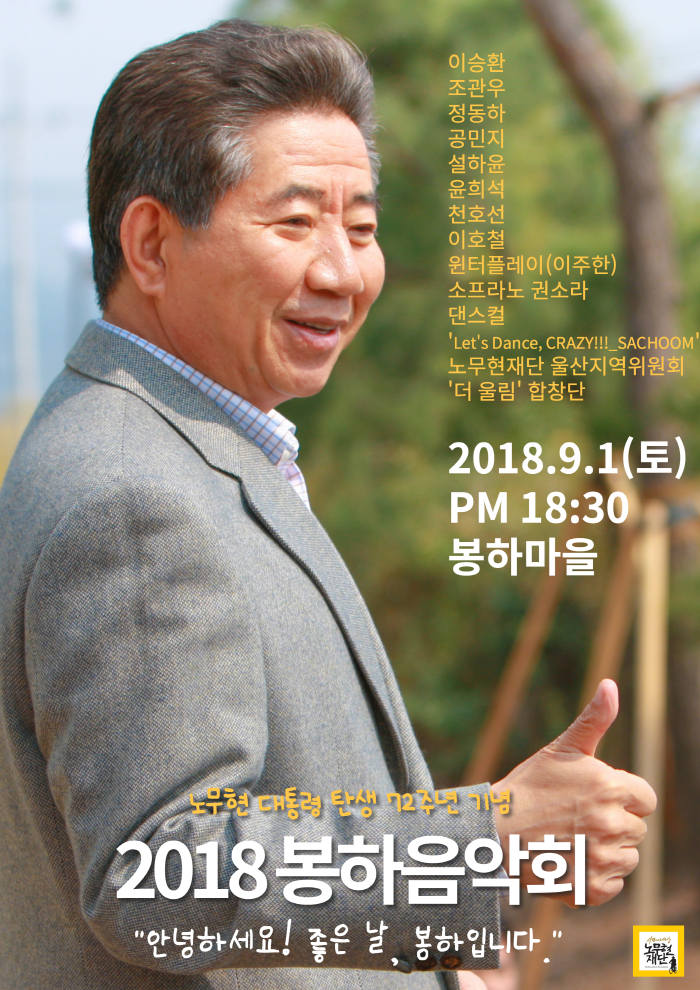 이승환
조관우
정동하
공민지
설하윤
윤희석
천호선
이호철
윈터플레이(이주한)
소프라노 권소라
댄스컬
'Let's Dance, CRAZY!!!_SACHOOM'
노무현재단 울산지역위원회
'더 울림' 합창단
2018.9.1(토)
PM 18:30
봉하마을
노무현 대통령 탄생 72주년 기념
2018 봉하음악회
"안녕하세요! 좋은 날, 봉하입니다."
노무현
재단